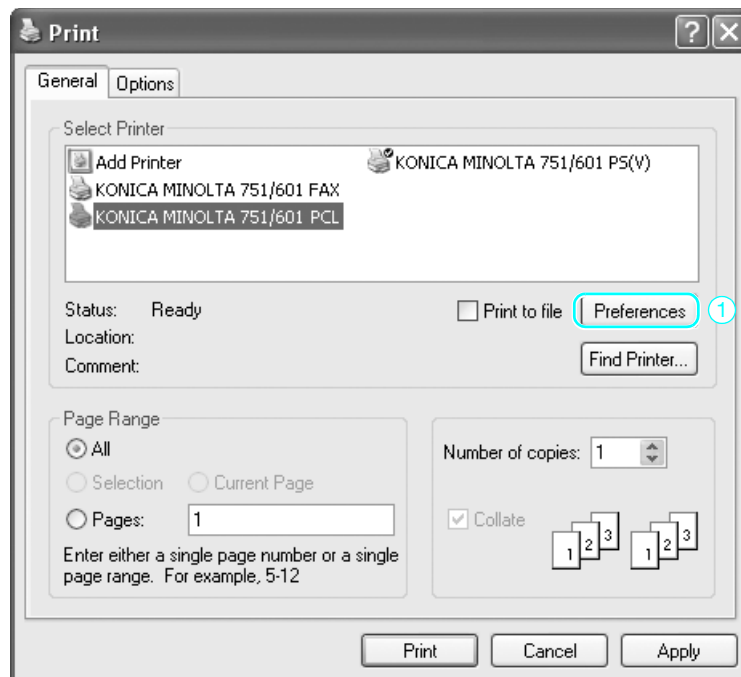 Print
General Options
Select Printer
Add Printer
KONICA MINOLTA 751/601 PS(V)
KONICA MINOLTA 751/601 FAX
KONICA MINOLTA 751/601 PCL
Status: Ready
Print to file
Preferences
1
Location:
Comment:
Find Printer...
Page Range
All
Selection Current Page
Pages: 1
Enter either a single page number or a single
page range. For example, 5-12
Number of copies: 1
Collate
1 2 3 1 2 3
Print Cancel Apply